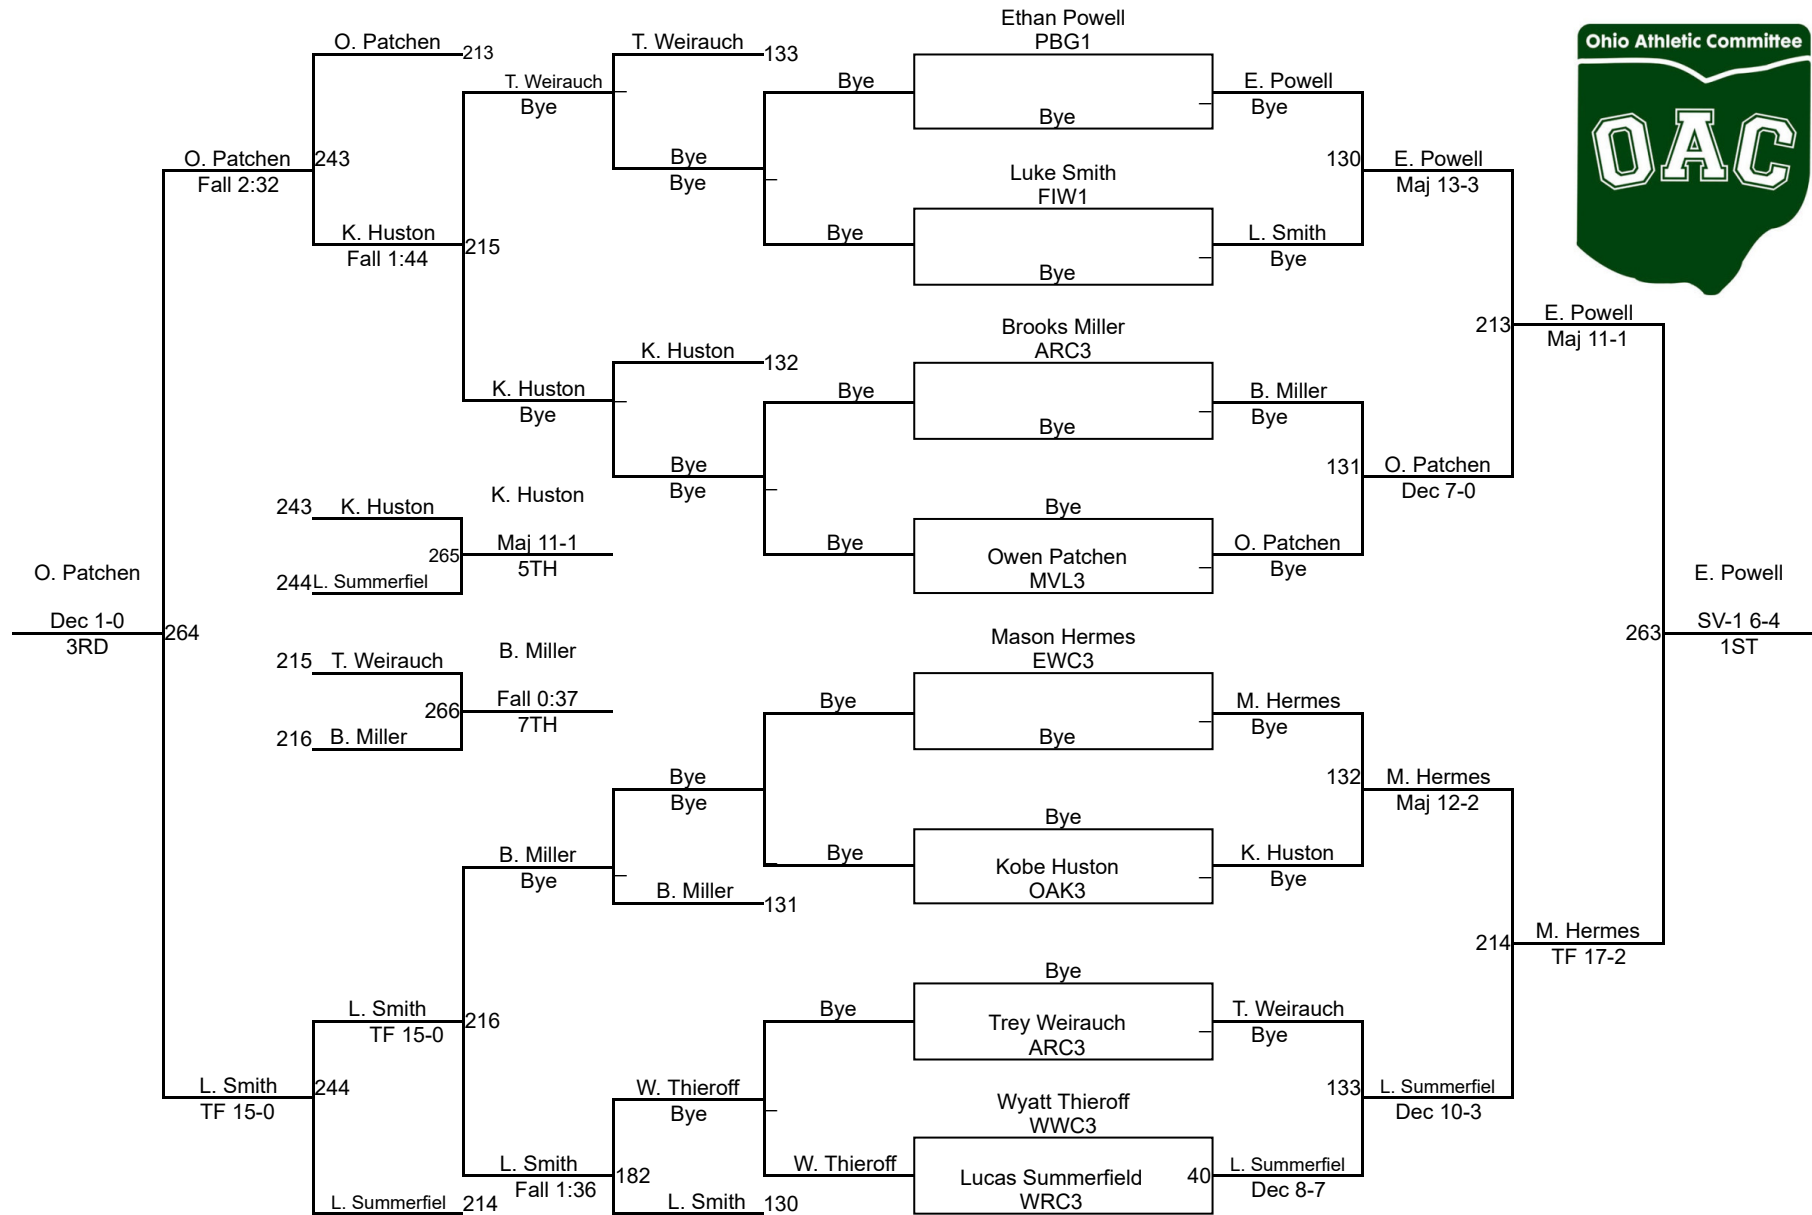 Ethan Powell
PBG1
Ohio Athletic Committee
OAC
O. Patchen
213
T. Weirauch
133
T. Weirauch
Bye
Bye
Bye
E. Powell
Bye
O. Patchen
243
Fall 2:32
Bye
Bye
Luke Smith
FIW1
130
E. Powell
Maj 13-3
K. Huston
Fall 1:44
215
Bye
Bye
L. Smith
Bye
Brooks Miller
ARC3
213
E. Powell
Maj 11-1
K. Huston
132
K. Huston
Bye
Bye
Bye
B. Miller
Bye
Bye
Bye
131
O. Patchen
Dec 7-0
243
K. Huston
K. Huston
265
Maj 11-1
5TH
244
L. Summerfiel
Bye
Bye
Owen Patchen
MVL3
O. Patchen
Bye
O. Patchen
Dec 1-0
3RD
264
E. Powell
263
SV-1 6-4
1ST
215
T. Weirauch
B. Miller
266
Fall 0:37
7TH
216
B. Miller
Mason Hermes
EWC3
Bye
Bye
M. Hermes
Bye
Bye
Bye
132
M. Hermes
Maj 12-2
B. Miller
Bye
Bye
Bye
Kobe Huston
OAK3
K. Huston
Bye
B. Miller
131
214
M. Hermes
TF 17-2
Bye
L. Smith
TF 15-0
216
Bye
Trey Weirauch
ARC3
T. Weirauch
Bye
L. Smith
244
TF 15-0
W. Thieroff
Bye
Wyatt Thieroff
WWC3
133
L. Summerfiel
Dec 10-3
L. Smith
Fall 1:36
182
W. Thieroff
Lucas Summerfield
WRC3
40
L. Summerfiel
Dec 8-7
L. Summerfiel
214
L. Smith
130